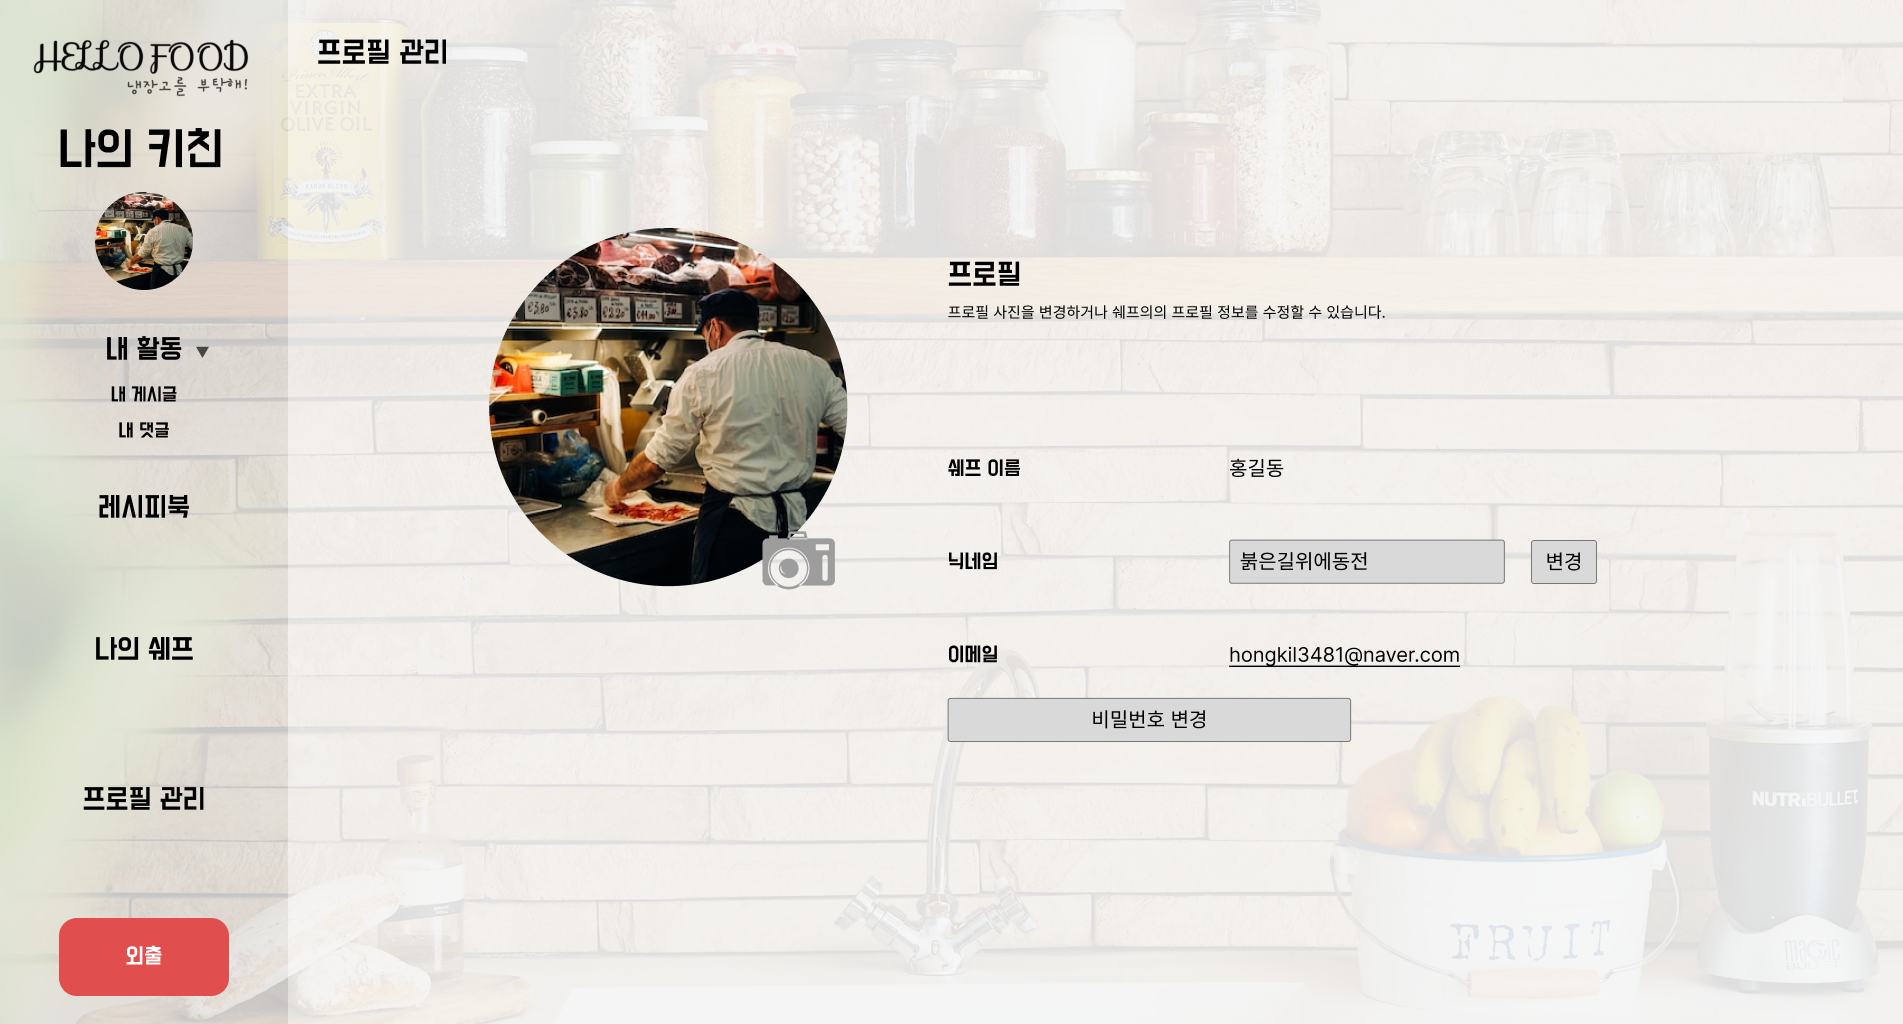 HELLO FOOD
냉장고를 부탁해!
나의 키친
내 활동 ▼
내 게시글
내 댓글
레시피북
나의 쉐프
프로필 관리
외출
프로필 관리
EXTRA
VIRGIN
OLIVE OIL
프로필
프로필 사진을 변경하거나 쉐프의의 프로필 정보를 수정할 수 있습니다.
쉐프 이름
홍길동
닉네임
붉은길위에동전
변경
이메일
hongkil3481@naver.com
비밀번호 변경
NUTRiBULLET
FRUIT